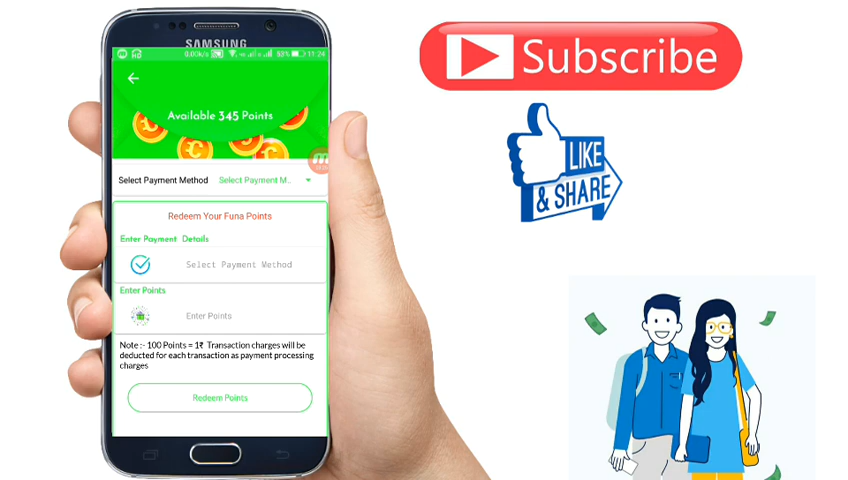 SAMSUNG
HD 0.00k/s 63% 11:24
Available 345 Points
Select Payment Method Select Payment M..
Redeem Your Funa Points
Enter Payment Details
Select Payment Method
Enter Points
Enter Points
Note :- 100 Points = 1₹ Transaction charges will be
deducted for each transaction as payment processing
charges
Redeem Points
Subscribe
LIKE
& SHARE